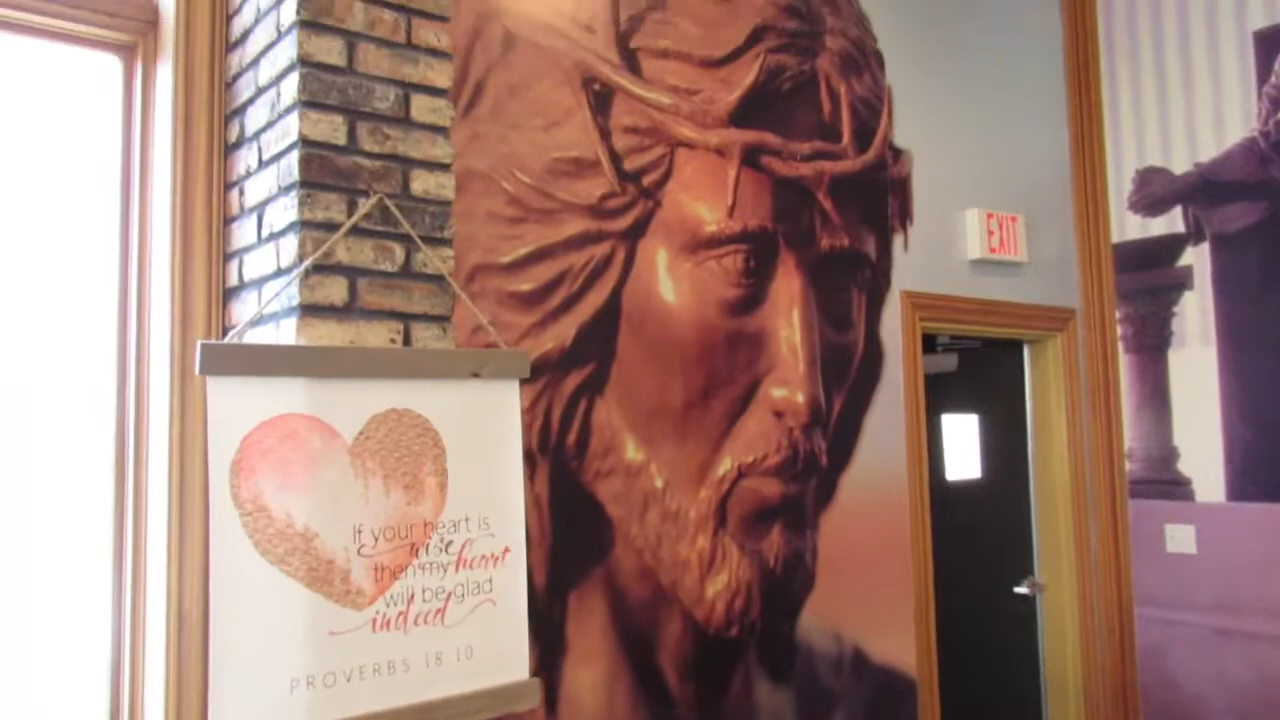 EXIT
If your heart is
wise
then my heart
will be glad
indeed
PROVERBS 18 10